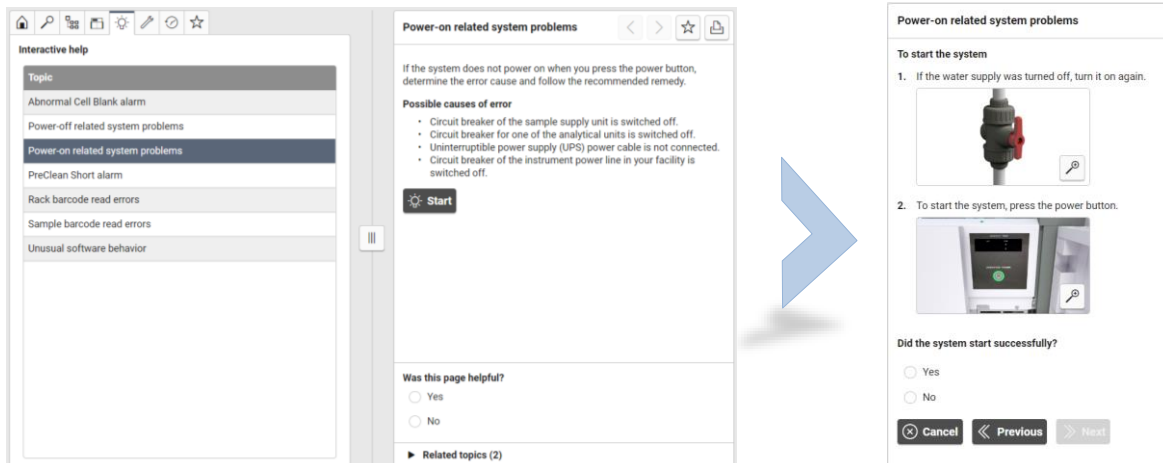 Interactive help
Topic
Abnormal Cell Blank alarm
Power-off related system problems
Power-on related system problems
PreClean Short alarm
Rack barcode read errors
Sample barcode read errors
Unusual software behavior
Power-on related system problems
If the system does not power on when you press the power button,
determine the error cause and follow the recommended remedy.
Possible causes of error
• Circuit breaker of the sample supply unit is switched off.
• Circuit breaker for one of the analytical units is switched off.
• Uninterruptible power supply (UPS) power cable is not connected.
• Circuit breaker of the instrument power line in your facility is
switched off.
Start
Was this page helpful?
Yes
No
Related topics (2)
Power-on related system problems
To start the system
1. If the water supply was turned off, turn it on again.
2. To start the system, press the power button.
Did the system start successfully?
Yes
No
Cancel
Previous
Next